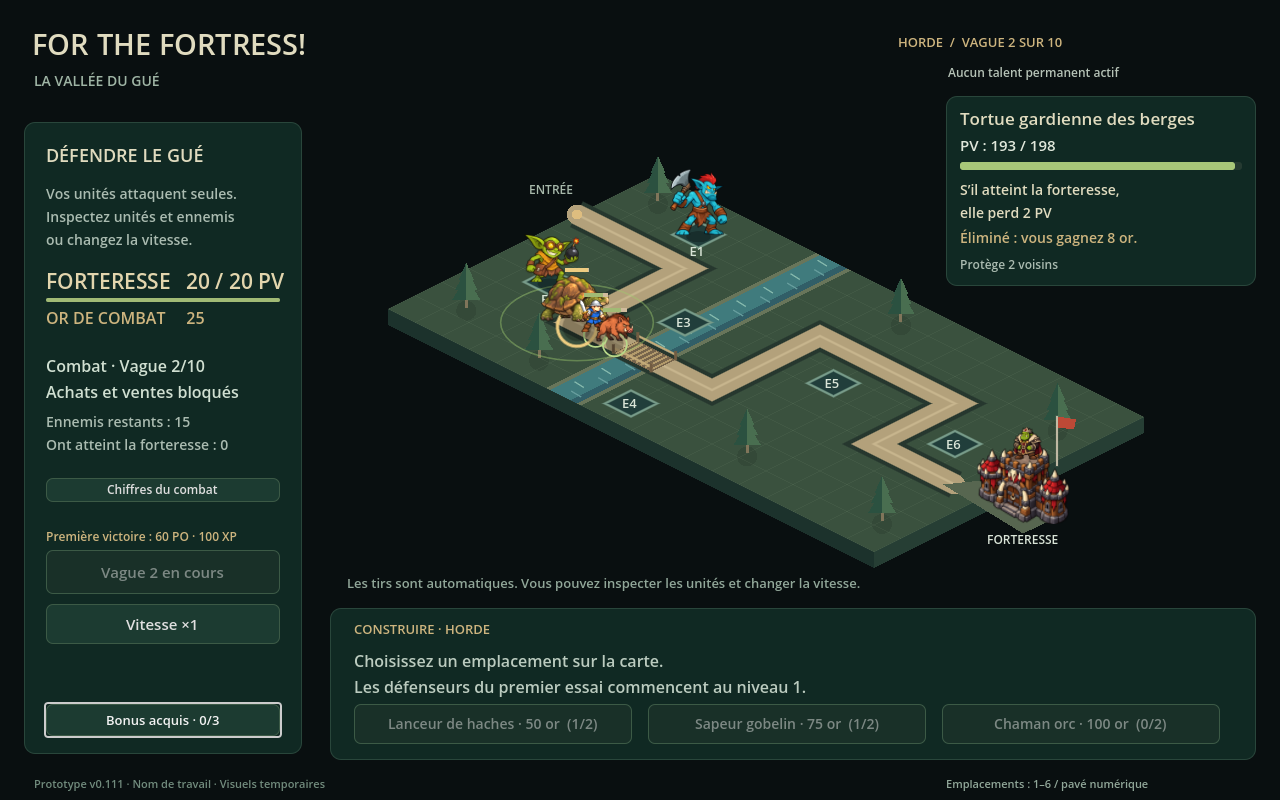 FOR THE FORTRESS!
LA VALLÉE DU GUÉ
HORDE / VAGUE 2 SUR 10
Aucun talent permanent actif
Tortue gardienne des berges
PV : 193 / 198
S'il atteint la forteresse,
elle perd 2 PV
Éliminé : vous gagnez 8 or.
Protège 2 voisins
DÉFENDRE LE GUÉ
Vos unités attaquent seules.
Inspectez unités et ennemis
ou changez la vitesse.
FORTERESSE 20 / 20 PV
OR DE COMBAT 25
Combat · Vague 2/10
Achats et ventes bloqués
Ennemis restants : 15
Ont atteint la forteresse : 0
Chiffres du combat
Première victoire : 60 PO · 100 XP
Vague 2 en cours
Vitesse ×1
Bonus acquis · 0/3
ENTRÉE
E1
E3
E4
E5
E6
FORTERESSE
Les tirs sont automatiques. Vous pouvez inspecter les unités et changer la vitesse.
CONSTRUIRE · HORDE
Choisissez un emplacement sur la carte.
Les défenseurs du premier essai commencent au niveau 1.
Lanceur de haches · 50 or (1/2)
Sapeur gobelin · 75 or (1/2)
Chaman orc · 100 or (0/2)
Prototype v0.111 · Nom de travail · Visuels temporaires
Emplacements : 1–6 / pavé numérique